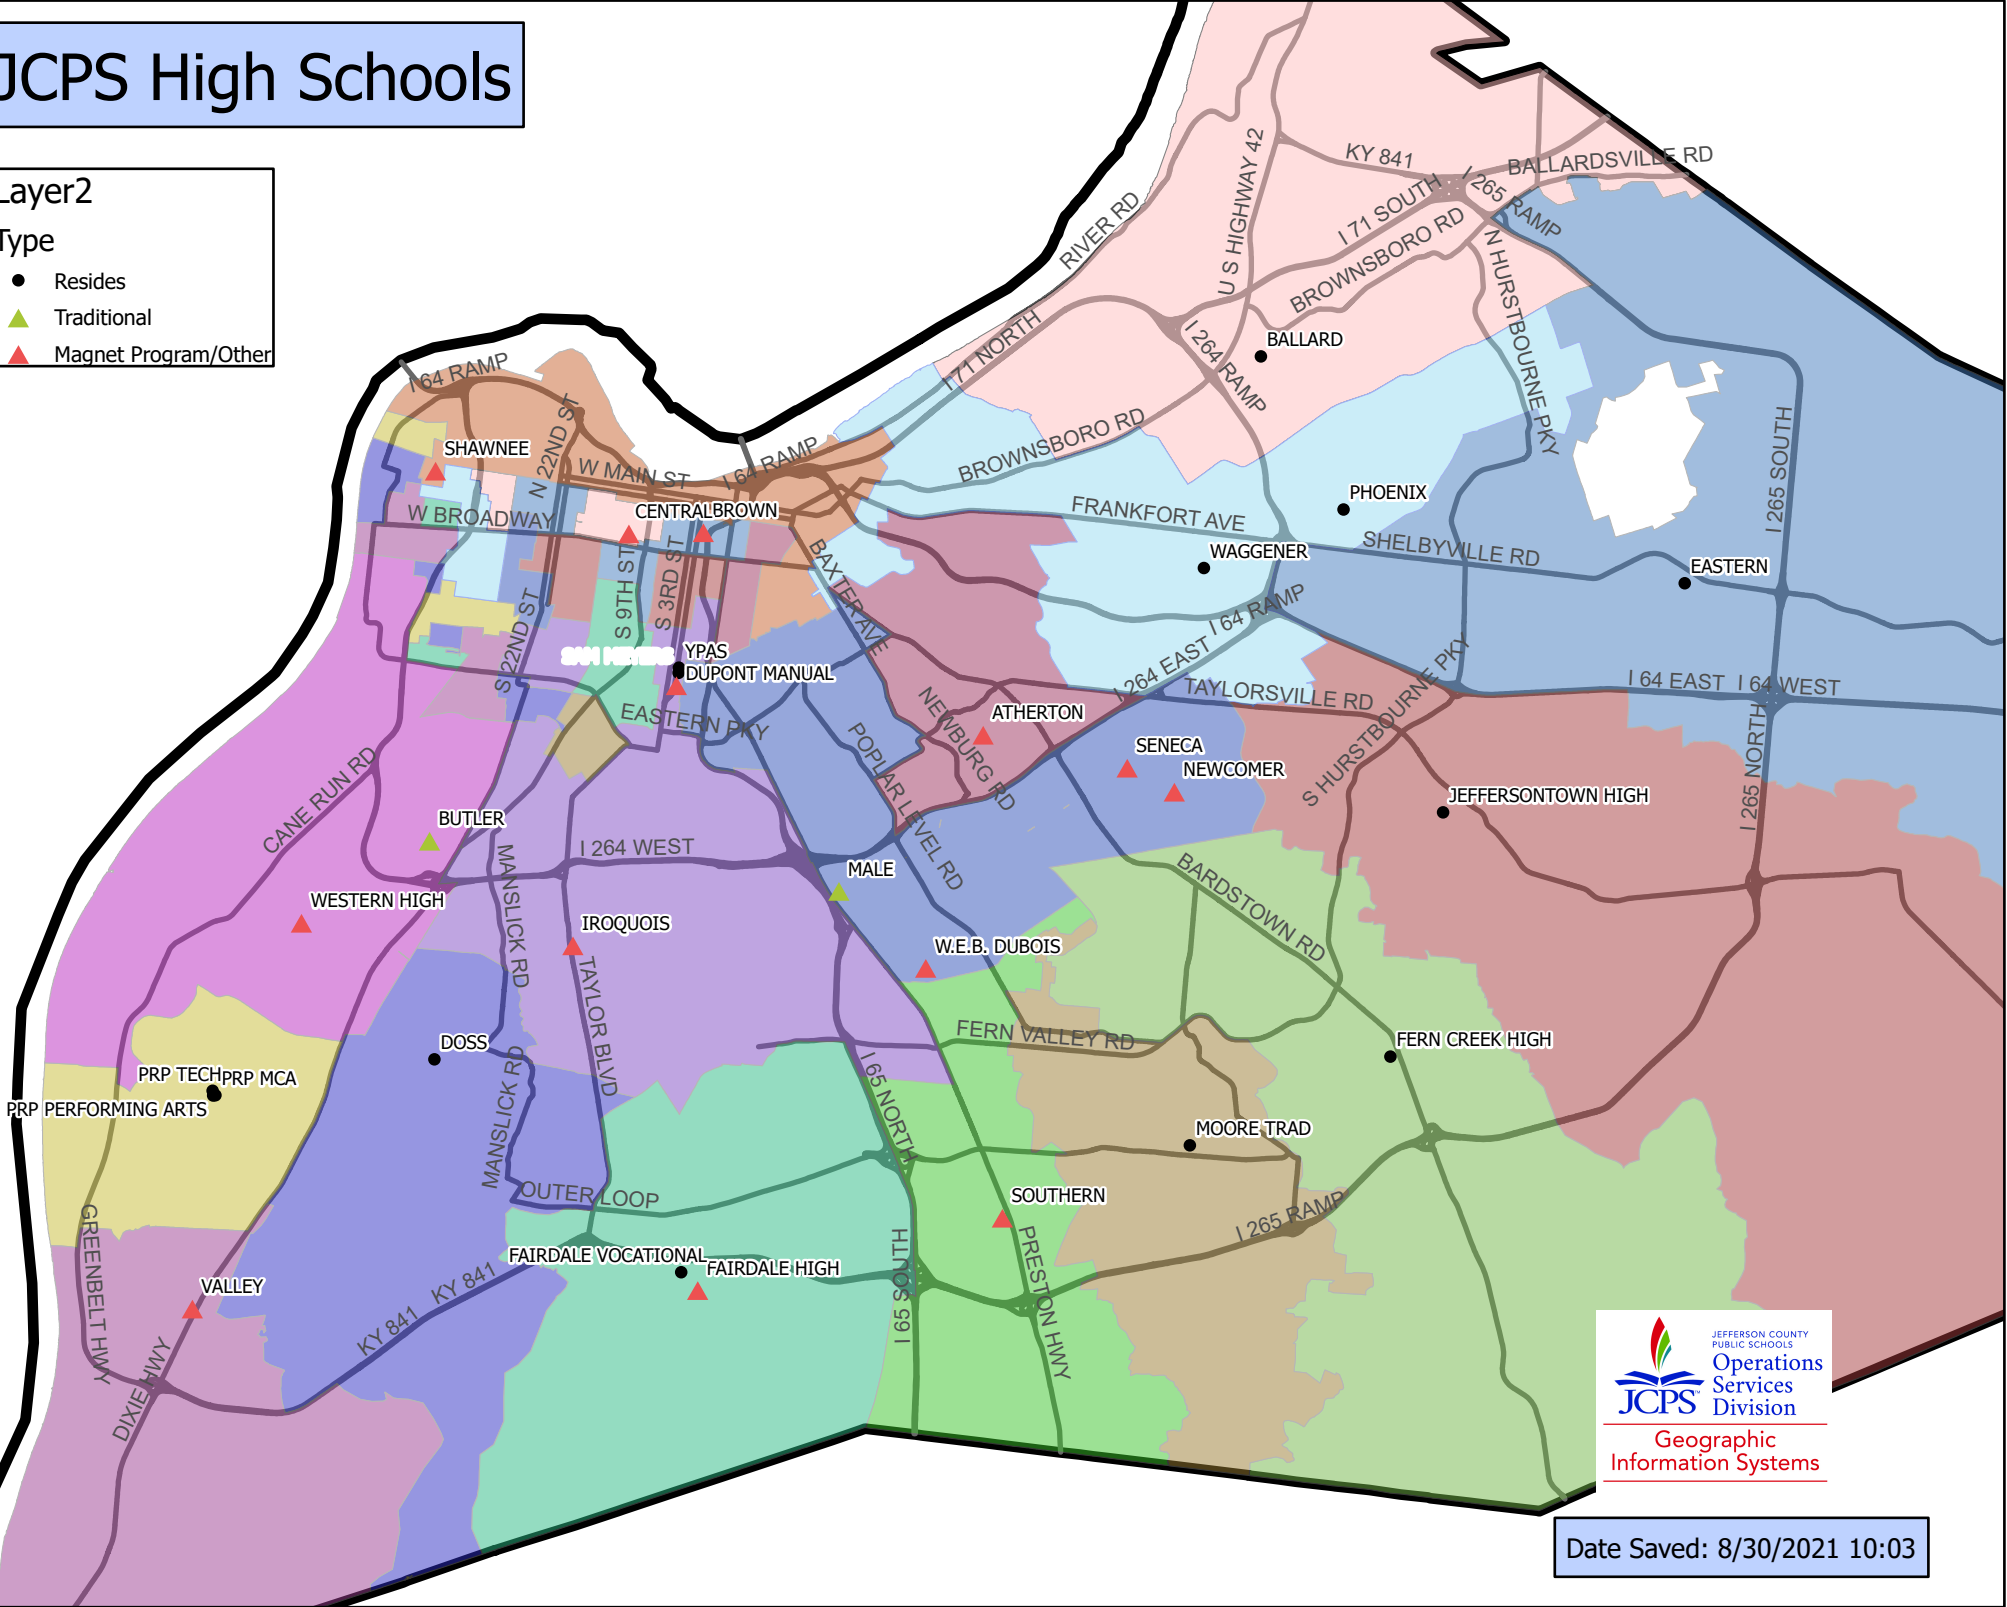 JCPS High Schools
Layer2
Type
Resides
Traditional
Magnet Program/Other
KY 841
BALLARDSVILLE RD
I 265 RAMP
I 71 SOUTH
U S HIGHWAY 42
RIVER RD
BROWNSBORO RD
N HURSTBOURNE PKY
I 71 NORTH
I 264 RAMP
BALLARD
I 64 RAMP
N 22ND ST
SHAWNEE
W MAIN ST
I 64 RAMP
BROWNSBORO RD
I 265 SOUTH
PHOENIX
CENTRAL
BROWN
W BROADWAY
FRANKFORT AVE
SHELBYVILLE RD
WAGGENER
EASTERN
BAXTER AVE
S 9TH ST
S 3RD ST
S 22ND ST
I 64 RAMP
YPAS
DUPONT MANUAL
I 264 EAST
TAYLORSVILLE RD
I 64 EAST
I 64 WEST
S HURSTBOURNE PKY
EASTERN PKY
NEWBURG RD
ATHERTON
POPLAR LEVEL RD
SENECA
NEWCOMER
I 265 NORTH
JEFFERSONTOWN HIGH
CANE RUN RD
BUTLER
I 264 WEST
MANSLICK RD
MALE
BARDSTOWN RD
WESTERN HIGH
IROQUOIS
W.E.B. DUBOIS
TAYLOR BLVD
DOSS
FERN VALLEY RD
FERN CREEK HIGH
PRP TECH
PRP MCA
PRP PERFORMING ARTS
MANSLICK RD
I 65 NORTH
MOORE TRAD
OUTER LOOP
SOUTHERN
I 265 RAMP
GREENBELT HWY
FAIRDALE VOCATIONAL
FAIRDALE HIGH
I 65 SOUTH
PRESTON HWY
VALLEY
KY 841
KY 841
DIXIE HWY
JEFFERSON COUNTY
PUBLIC SCHOOLS
JCPS™
Operations
Services
Division
Geographic
Information Systems
Date Saved: 8/30/2021 10:03